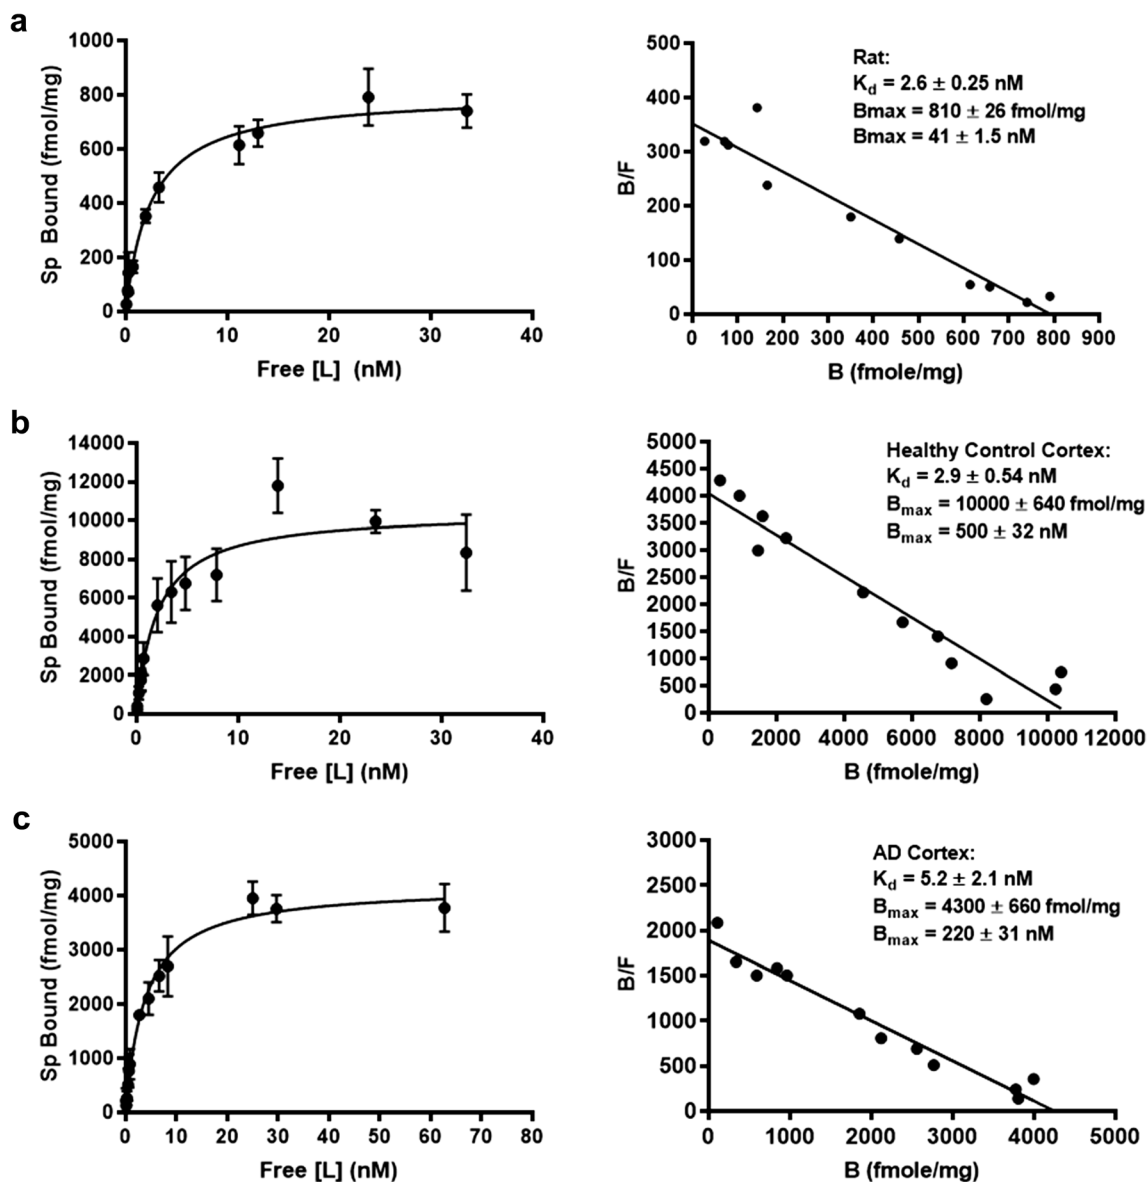 a
1000
800
600
400
200
0
0 10 20 30 40
Sp Bound (fmol/mg)
Free [L] (nM)
500
400
300
200
100
0
0 100 200 300 400 500 600 700 800 900
B/F
B (fmole/mg)
Rat:
Kd = 2.6 ± 0.25 nM
Bmax = 810 ± 26 fmol/mg
Bmax = 41 ± 1.5 nM
b
14000
12000
10000
8000
6000
4000
2000
0
0 10 20 30 40
Sp Bound (fmol/mg)
Free [L] (nM)
5000
4500
4000
3500
3000
2500
2000
1500
1000
500
0
0 2000 4000 6000 8000 10000 12000
B/F
B (fmole/mg)
Healthy Control Cortex:
Kd = 2.9 ± 0.54 nM
Bmax = 10000 ± 640 fmol/mg
Bmax = 500 ± 32 nM
c
5000
4000
3000
2000
1000
0
0 10 20 30 40 50 60 70 80
Sp Bound (fmol/mg)
Free [L] (nM)
3000
2500
2000
1500
1000
500
0
0 1000 2000 3000 4000 5000
B/F
B (fmole/mg)
AD Cortex:
Kd = 5.2 ± 2.1 nM
Bmax = 4300 ± 660 fmol/mg
Bmax = 220 ± 31 nM